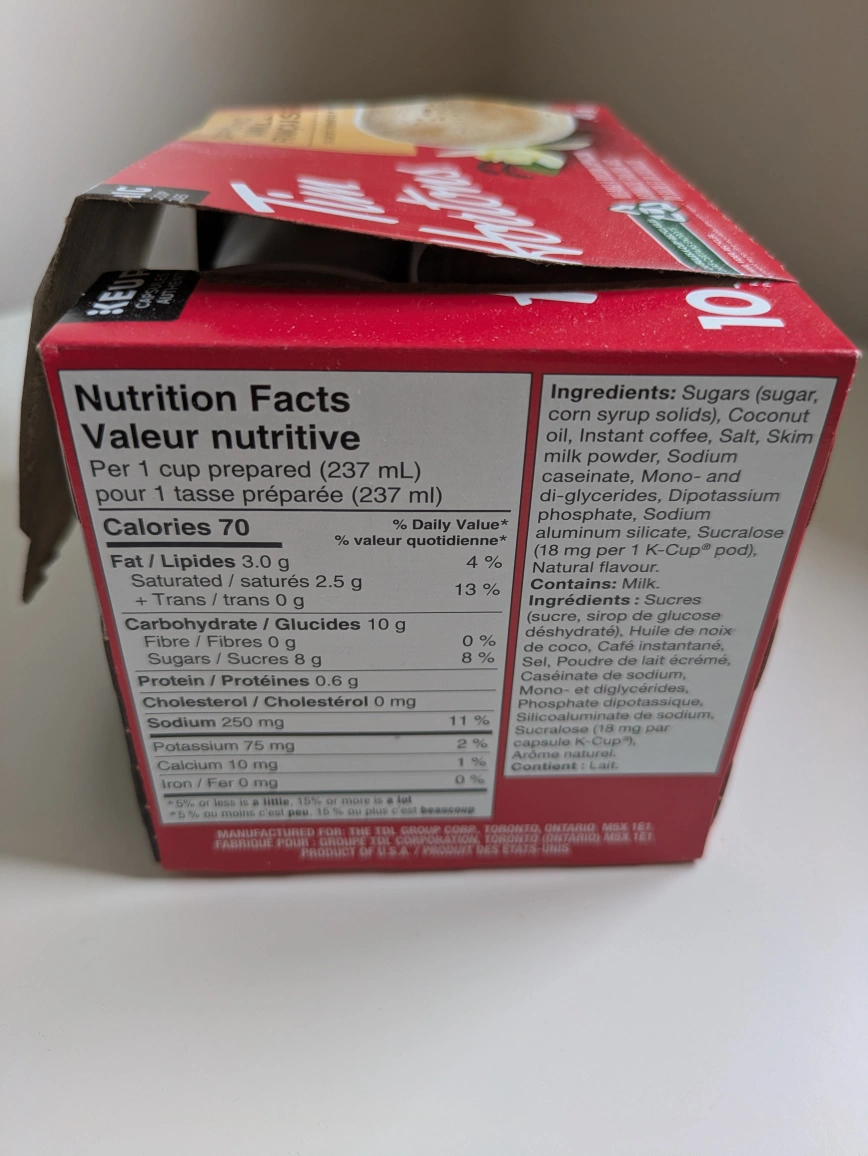 Tim
Hortons
10
Nutrition Facts
Valeur nutritive
Per 1 cup prepared (237 mL)
pour 1 tasse préparée (237 ml)
Calories 70
% Daily Value*
% valeur quotidienne*
Fat / Lipides 3.0 g 4 %
Saturated / saturés 2.5 g
+ Trans / trans 0 g 13 %
Carbohydrate / Glucides 10 g
Fibre / Fibres 0 g 0 %
Sugars / Sucres 8 g 8 %
Protein / Protéines 0.6 g
Cholesterol / Cholestérol 0 mg
Sodium 250 mg 11 %
Potassium 75 mg 2 %
Calcium 10 mg 1 %
Iron / Fer 0 mg 0 %
*5% or less is a little, 15% or more is a lot
*5 % ou moins c'est peu, 15 % ou plus c'est beaucoup
Ingredients: Sugars (sugar,
corn syrup solids), Coconut
oil, Instant coffee, Salt, Skim
milk powder, Sodium
caseinate, Mono- and
di-glycerides, Dipotassium
phosphate, Sodium
aluminum silicate, Sucralose
(18 mg per 1 K-Cup® pod),
Natural flavour.
Contains: Milk.
Ingrédients : Sucres
(sucre, sirop de glucose
déshydraté), Huile de noix
de coco, Café instantané,
Sel, Poudre de lait écrémé,
Caséinate de sodium,
Mono- et diglycérides,
Phosphate dipotassique,
Silicoaluminate de sodium,
Sucralose (18 mg par
capsule K-Cup®),
Arôme naturel.
Contient : Lait.
MANUFACTURED FOR: THE TDL GROUP CORP., TORONTO, ONTARIO M5X 1E1
FABRIQUÉ POUR : GROUPE TDL CORPORATION, TORONTO (ONTARIO) M5X 1E1
PRODUCT OF U.S.A. / PRODUIT DES ÉTATS-UNIS